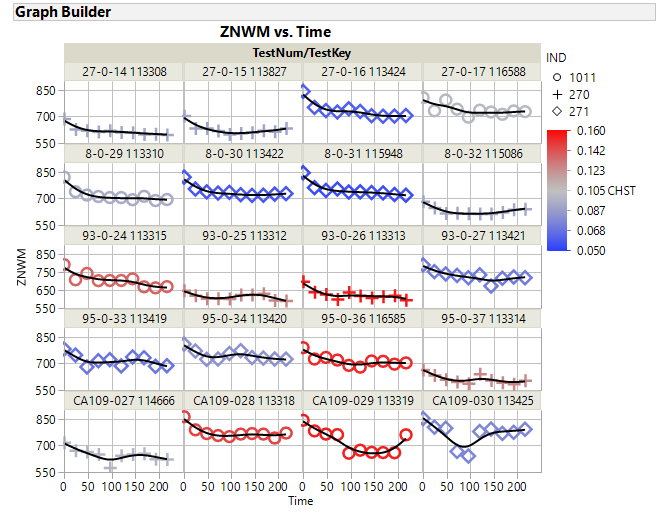 Graph Builder
ZNWM vs. Time
TestNum/TestKey
27-0-14 113308 27-0-15 113827 27-0-16 113424 27-0-17 116588
850
700
550
8-0-29 113310 8-0-30 113422 8-0-31 115948 8-0-32 115086
850
700
550
93-0-24 113315 93-0-25 113312 93-0-26 113313 93-0-27 113421
850
750
650
550
95-0-33 113419 95-0-34 113420 95-0-36 116585 95-0-37 113314
850
700
550
CA109-027 114666 CA109-028 113318 CA109-029 113319 CA109-030 113425
850
700
550
0 50 100 150 200 0 50 100 150 200 0 50 100 150 200 0 50 100 150 200
Time
ZNWM
IND
1011
270
271
0.160
0.142
0.123
0.105 CHST
0.087
0.068
0.050